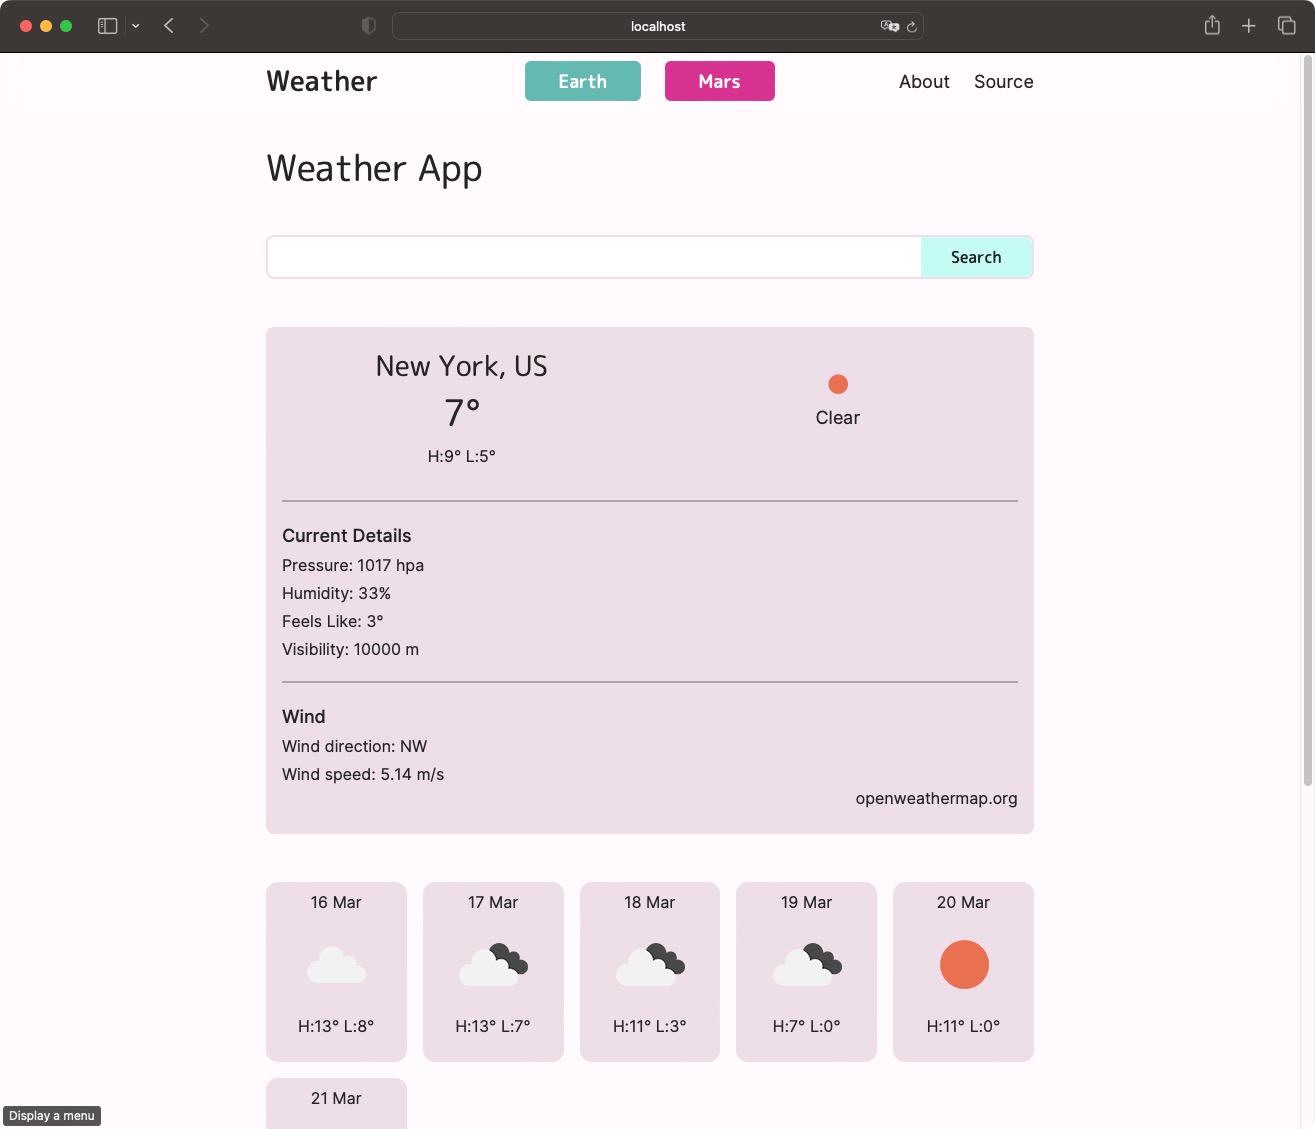 localhost
Weather
Earth
Mars
About
Source
Weather App
Search
New York, US
7°
H:9° L:5°
Clear
Current Details
Pressure: 1017 hpa
Humidity: 33%
Feels Like: 3°
Visibility: 10000 m
Wind
Wind direction: NW
Wind speed: 5.14 m/s
openweathermap.org
16 Mar
H:13° L:8°
17 Mar
H:13° L:7°
18 Mar
H:11° L:3°
19 Mar
H:7° L:0°
20 Mar
H:11° L:0°
21 Mar
Display a menu